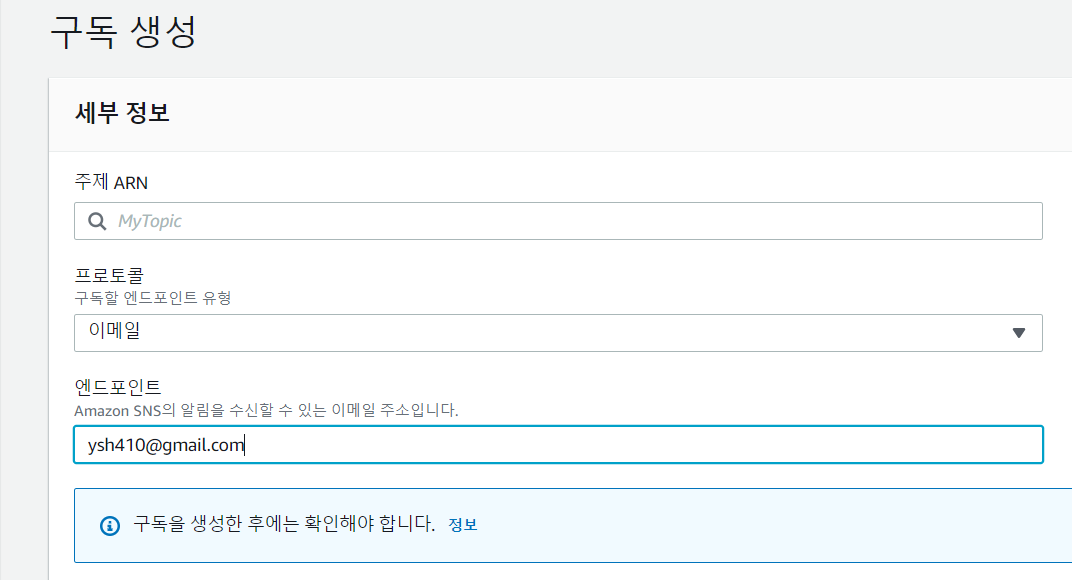 구독 생성
세부 정보
주제 ARN
MyTopic
프로토콜
구독할 엔드포인트 유형
이메일
엔드포인트
Amazon SNS의 알림을 수신할 수 있는 이메일 주소입니다.
ysh410@gmail.com
구독을 생성한 후에는 확인해야 합니다. 정보